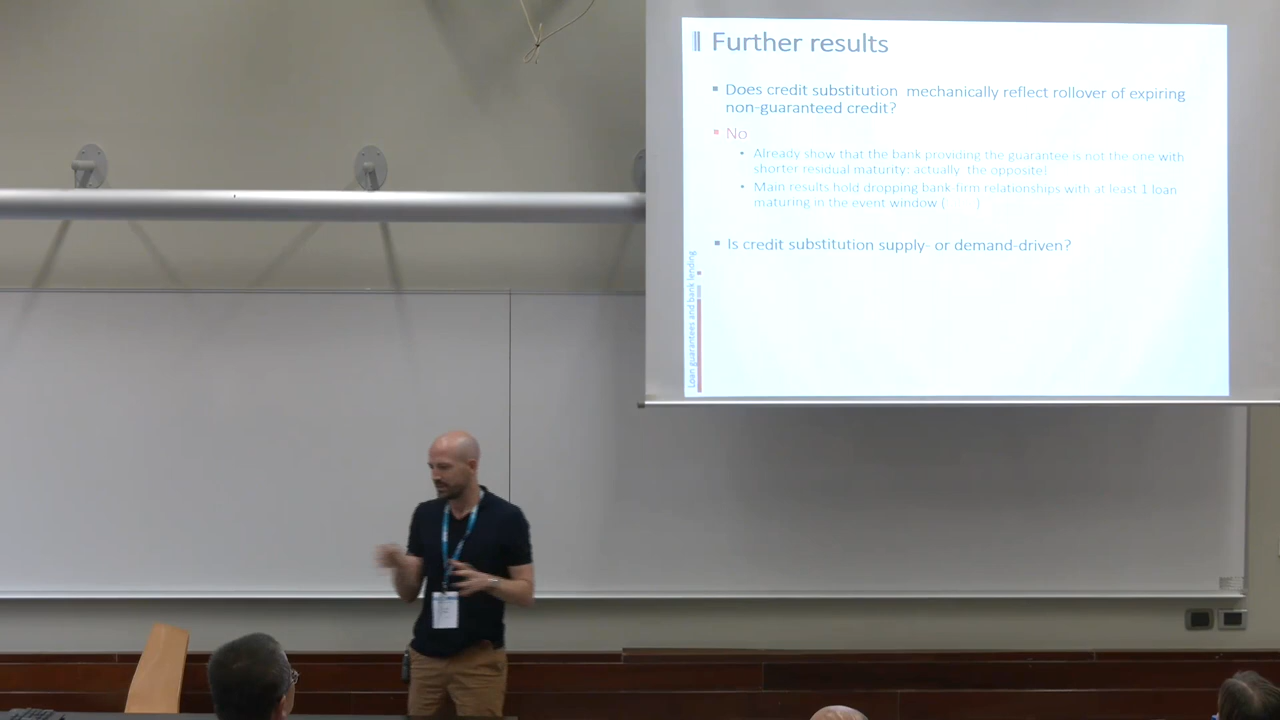 Further results
Does credit substitution mechanically reflect rollover of expiring
non-guaranteed credit?
No
Already show that the bank providing the guarantee is not the one with
shorter residual maturity: actually the opposite!
Main results hold dropping bank-firm relationships with at least 1 loan
maturing in the event window ( )
Is credit substitution supply- or demand-driven?
Loan guarantees and bank lending